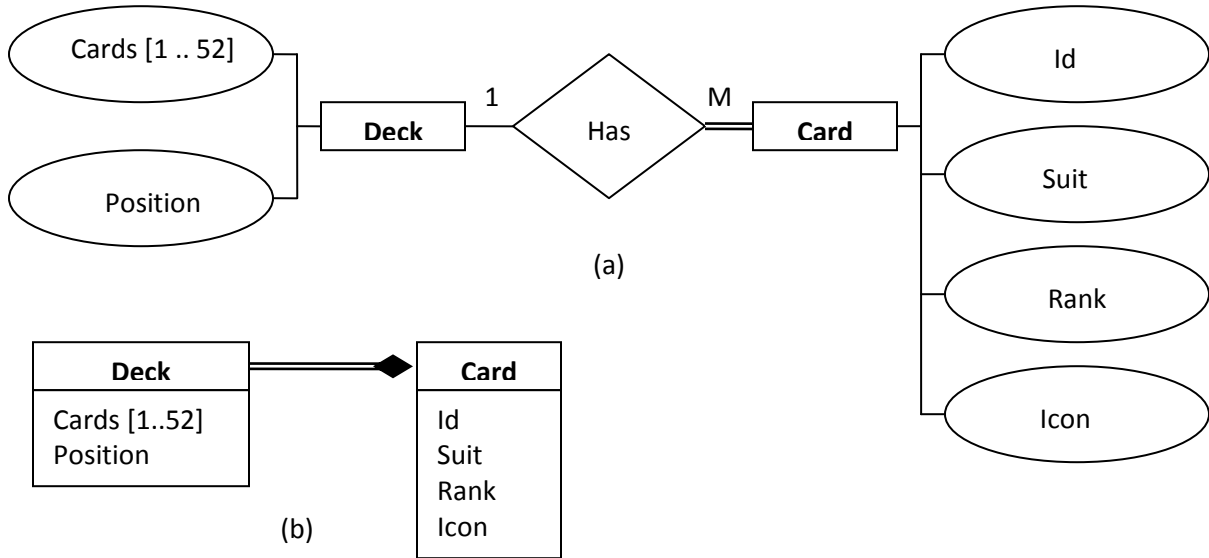 Cards [1 .. 52]
Position
Deck
1
Has
M
Card
Id
Suit
Rank
Icon
(a)
Deck
Cards [1..52]
Position
Card
Id
Suit
Rank
Icon
(b)